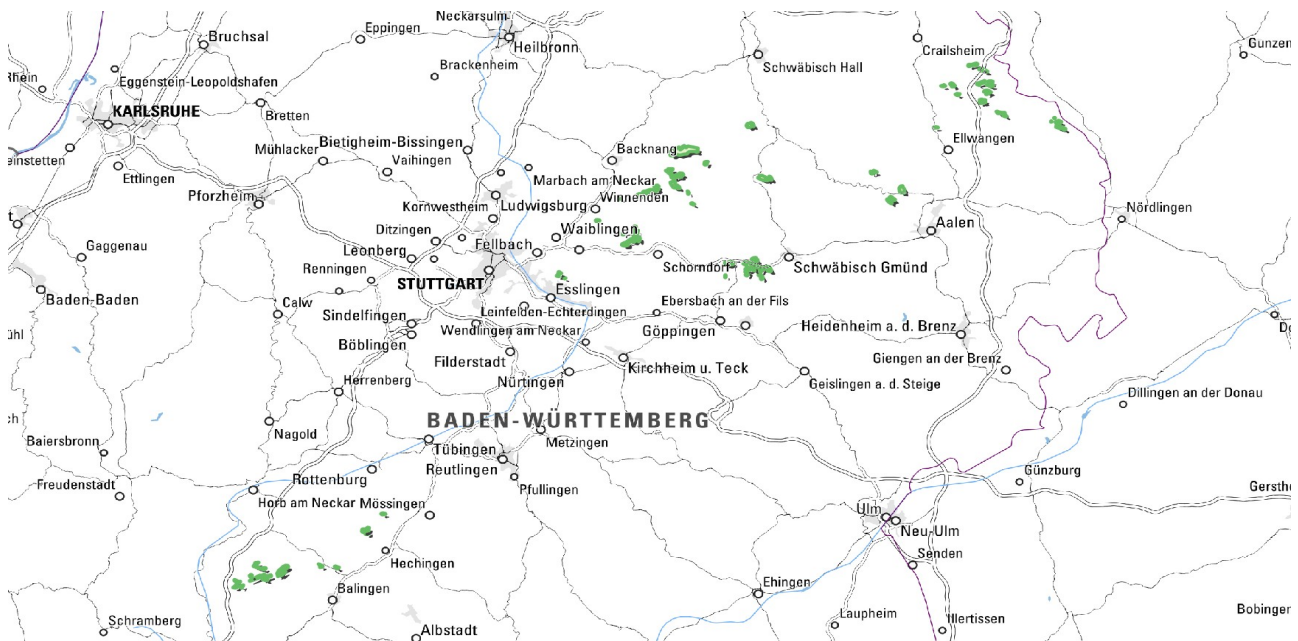 Neckarsulm
Eppingen
Crailsheim
Bruchsal
Heilbronn
Gunzen
Brackenheim
Schwäbisch Hall
Rhein
Eggenstein-Leopoldshafen
KARLSRUHE
Bretten
Bietigheim-Bissingen
Ellwangen
Mühlacker
Backnang
einstetten
Vaihingen
Ettlingen
Marbach am Neckar
Pforzheim
Winnenden
Kornwestheim
Ludwigsburg
Nördlingen
t
Aalen
Ditzingen
Waiblingen
Gaggenau
Leonberg
Fellbach
Renningen
Schorndorf
Schwäbisch Gmünd
STUTTGART
Esslingen
Baden-Baden
Calw
Ebersbach an der Fils
Leinfelden-Echterdingen
Sindelfingen
Wendlingen am Neckar
Göppingen
Heidenheim a. d. Brenz
Do
ühl
Böblingen
Filderstadt
Giengen an der Brenz
Kirchheim u. Teck
Herrenberg
Nürtingen
Geislingen a. d. Steige
Dillingen an der Donau
ch
BADEN-WÜRTTEMBERG
Nagold
Baiersbronn
Metzingen
Tübingen
Reutlingen
Günzburg
Freudenstadt
Rottenburg
Pfullingen
Gersthe
Horb am Neckar
Mössingen
Ulm
Neu-Ulm
Senden
Hechingen
Ehingen
Balingen
Bobingen
Schramberg
Laupheim
Illertissen
Albstadt